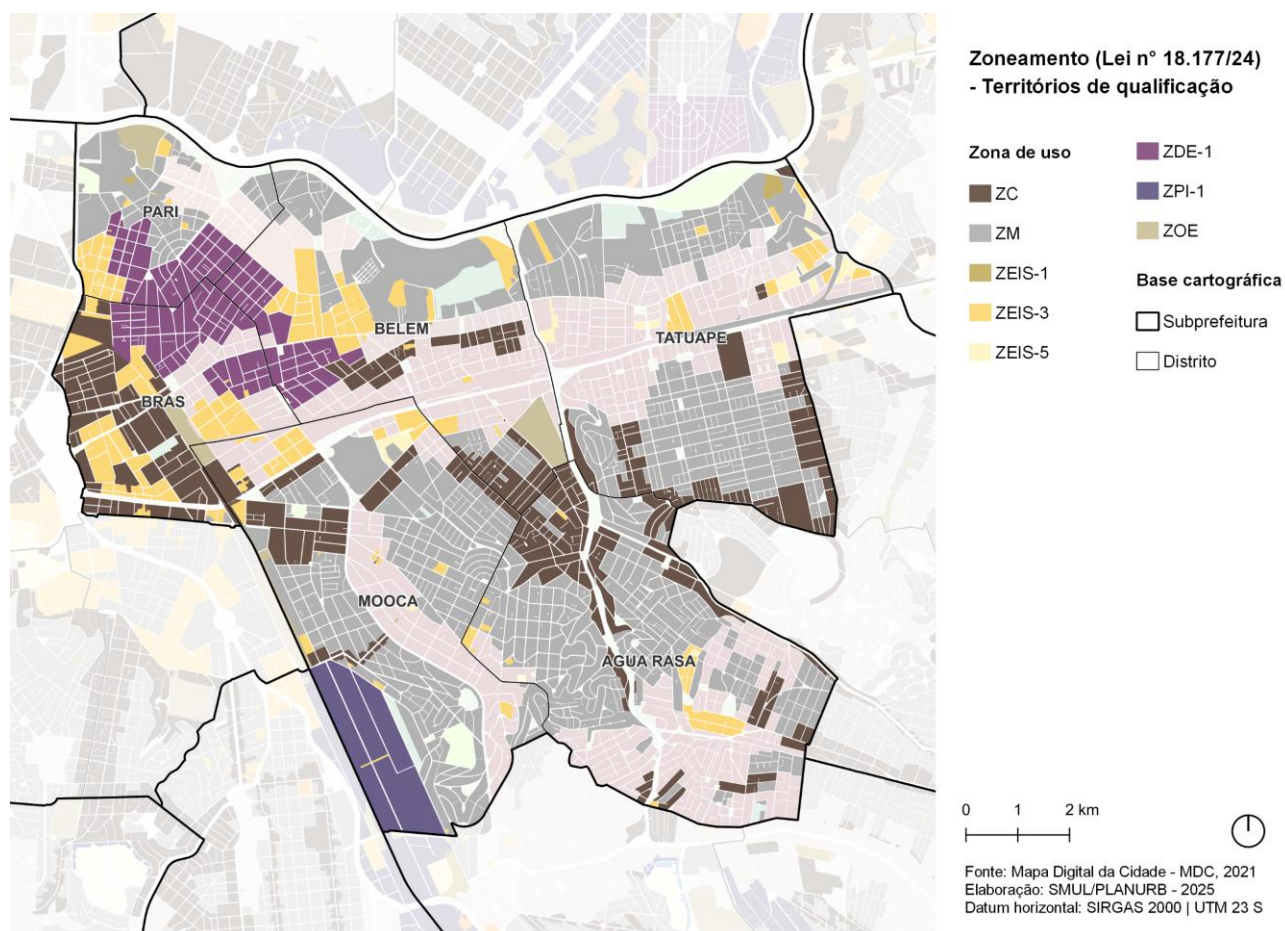 Zoneamento (Lei n° 18.177/24)
- Territórios de qualificação
Zona de uso
ZC
ZM
ZEIS-1
ZEIS-3
ZEIS-5
ZDE-1
ZPI-1
ZOE
Base cartográfica
Subprefeitura
Distrito
PARI
BELEM
TATUAPE
BRAS
MOOCA
AGUA RASA
0 1 2 km
Fonte: Mapa Digital da Cidade - MDC, 2021
Elaboração: SMUL/PLANURB - 2025
Datum horizontal: SIRGAS 2000 | UTM 23 S